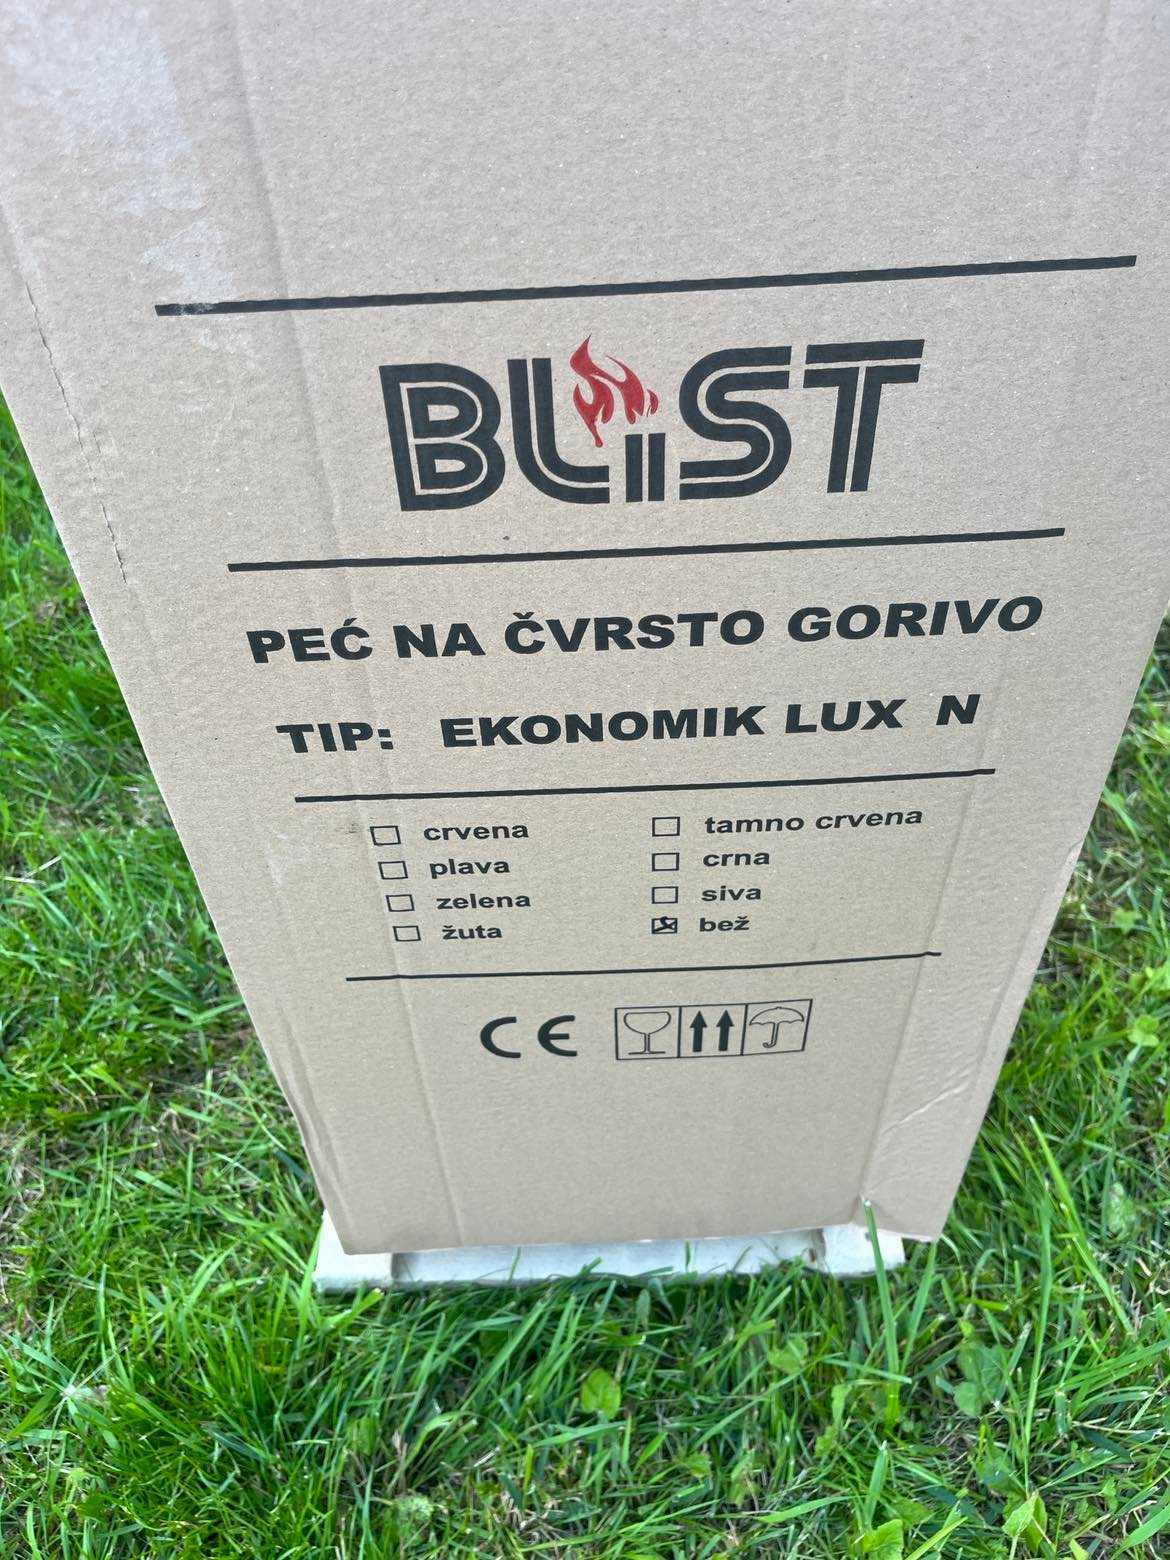 BLiST
PEĆ NA ČVRSTO GORIVO
TIP: EKONOMIK LUX N
crvena
plava
zelena
žuta
tamno crvena
crna
siva
bež
CE